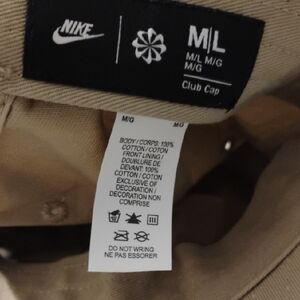 NIKE
M|L
M/L M/G
M/G
Club Cap
M/G MG
BODY / CORPS: 100%
COTTON / COTON
FRONT LINING /
DOUBLURE DE
DEVANT: 100%
COTTON / COTON
EXCLUSIVE OF
DECORATION /
DECORATION NON
COMPRISE
DO NOT WRING
NE PAS ESSORER